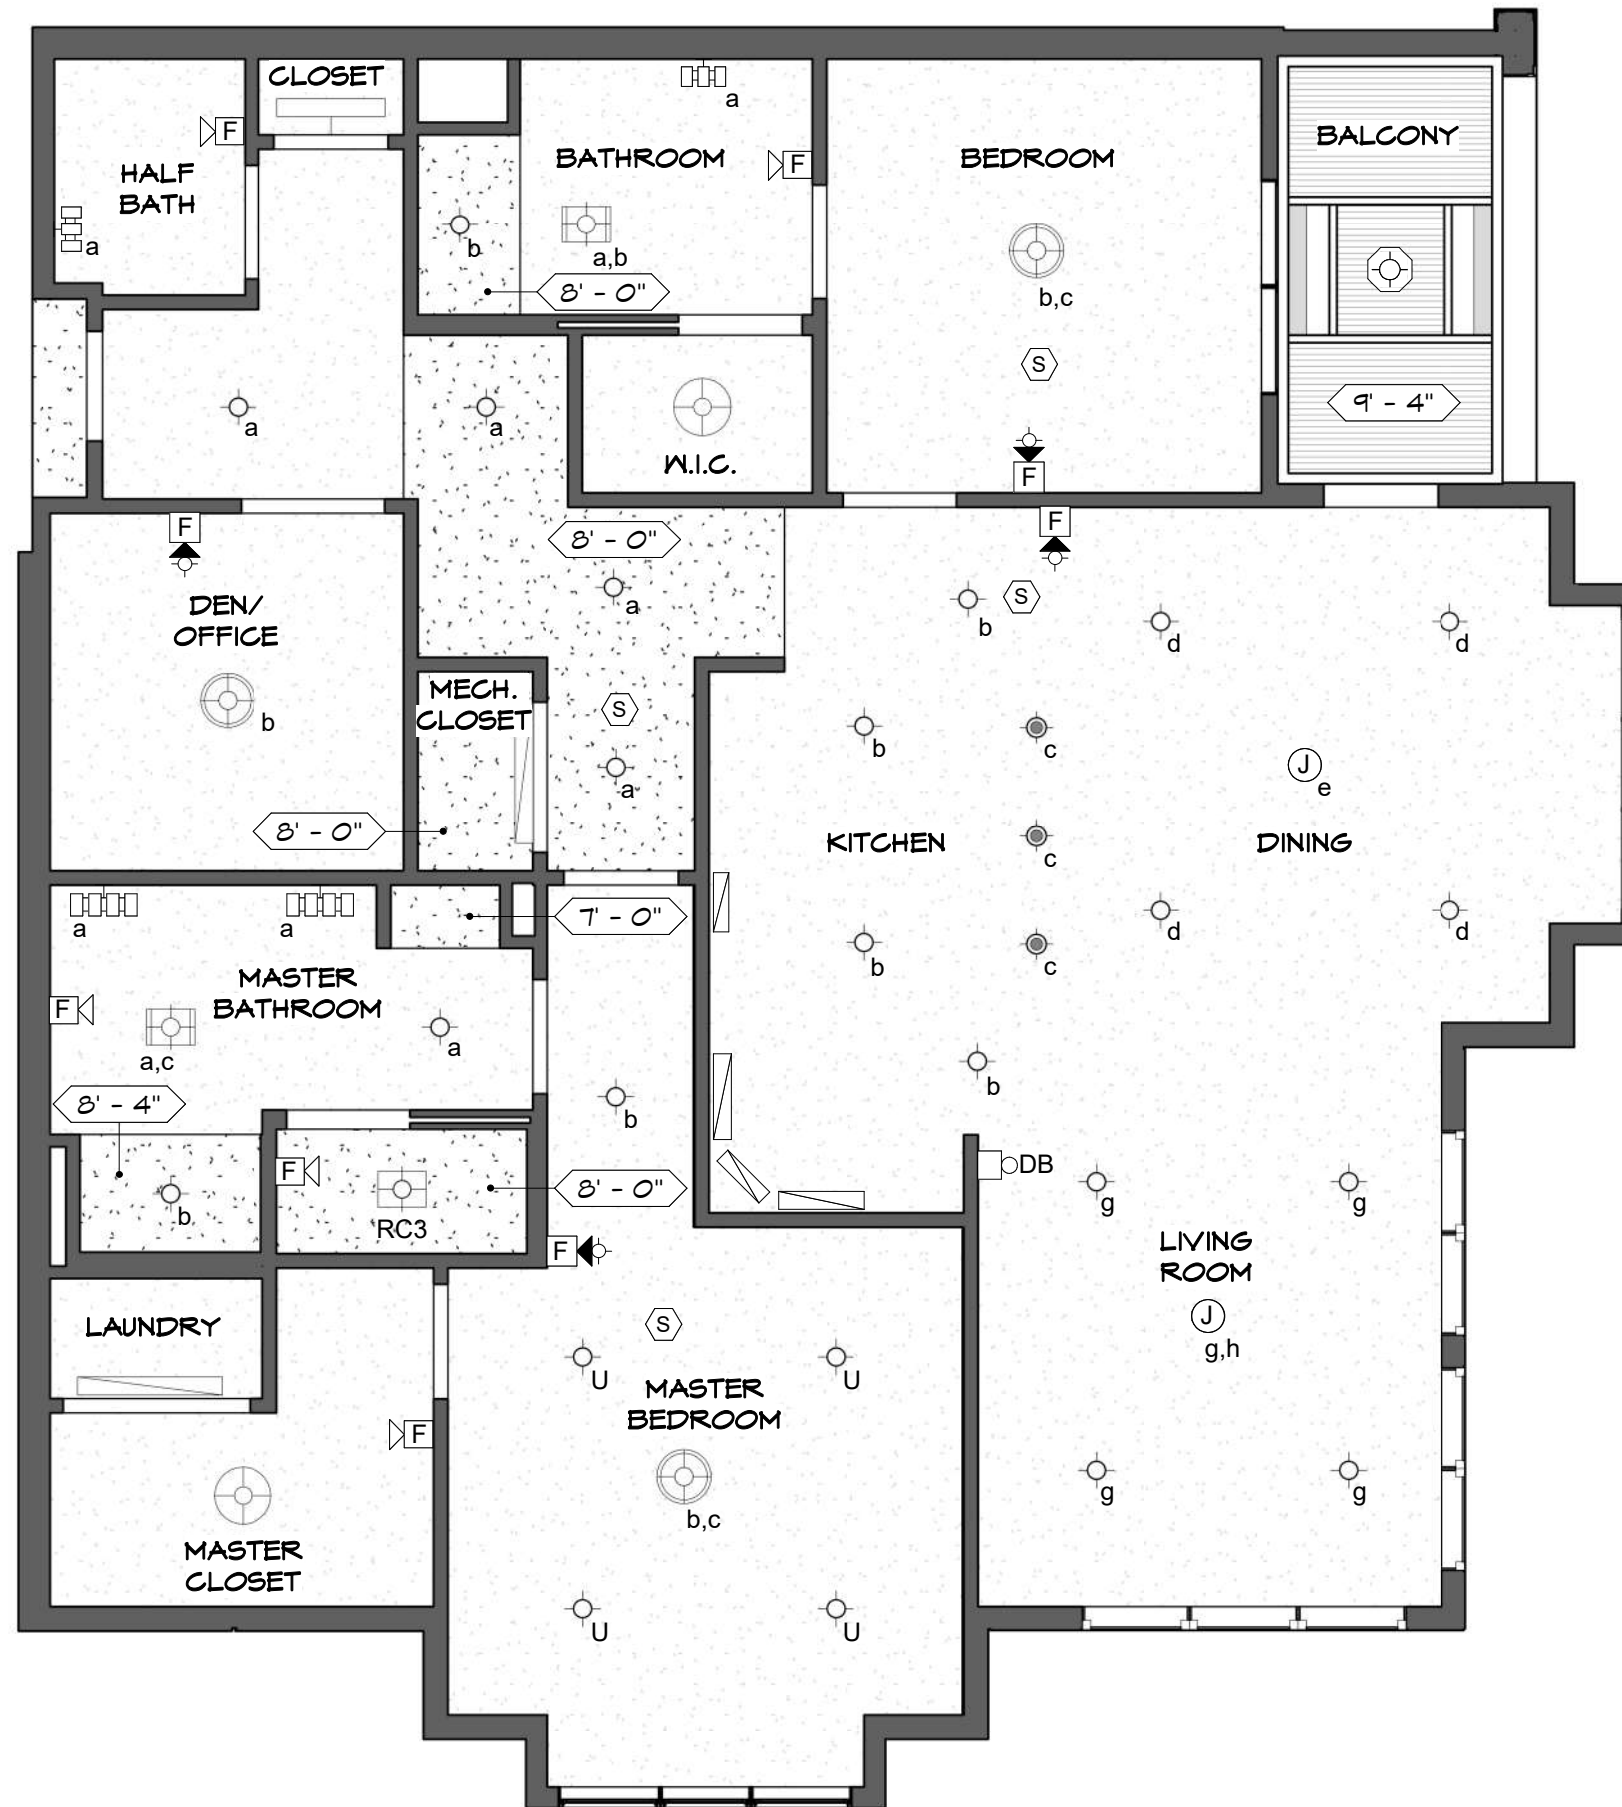 CLOSET
a
F
HALF
BATH
a
BATHROOM
F
b
a,b
8' - 0"
BEDROOM
b,c
S
F
BALCONY
9' - 4"
a
a
W.I.C.
8' - 0"
a
F
DEN/
OFFICE
b
MECH.
CLOSET
S
a
8' - 0"
F
S
b
d
d
b
c
J
e
KITCHEN
c
DINING
b
c
d
d
b
a
a
7' - 0"
MASTER
BATHROOM
F
a,c
a
8' - 4"
b
b
F
RC3
8' - 0"
F
DB
g
g
LIVING
ROOM
J
g,h
g
g
LAUNDRY
S
U
U
MASTER
BEDROOM
F
b,c
MASTER
CLOSET
U
U